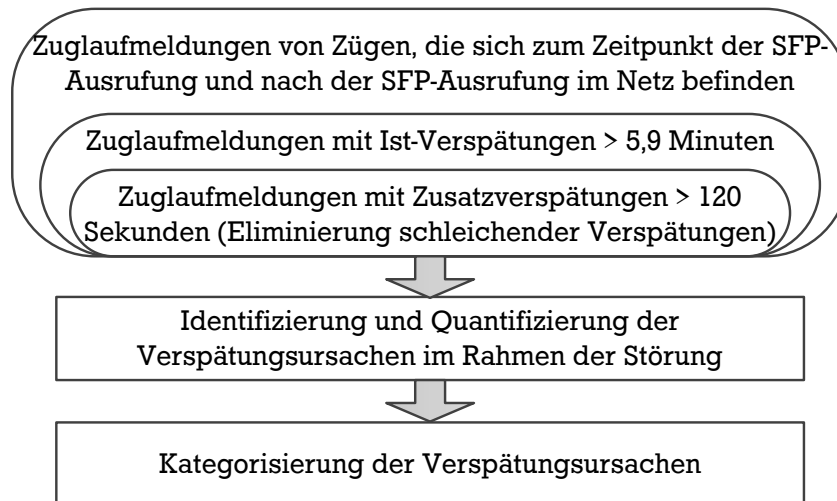 Zuglaufmeldungen von Zügen, die sich zum Zeitpunkt der SFP-
Ausrufung und nach der SFP-Ausrufung im Netz befinden
Zuglaufmeldungen mit Ist-Verspätungen > 5,9 Minuten
Zuglaufmeldungen mit Zusatzverspätungen > 120
Sekunden (Eliminierung schleichender Verspätungen)
Identifizierung und Quantifizierung der
Verspätungsursachen im Rahmen der Störung
Kategorisierung der Verspätungsursachen